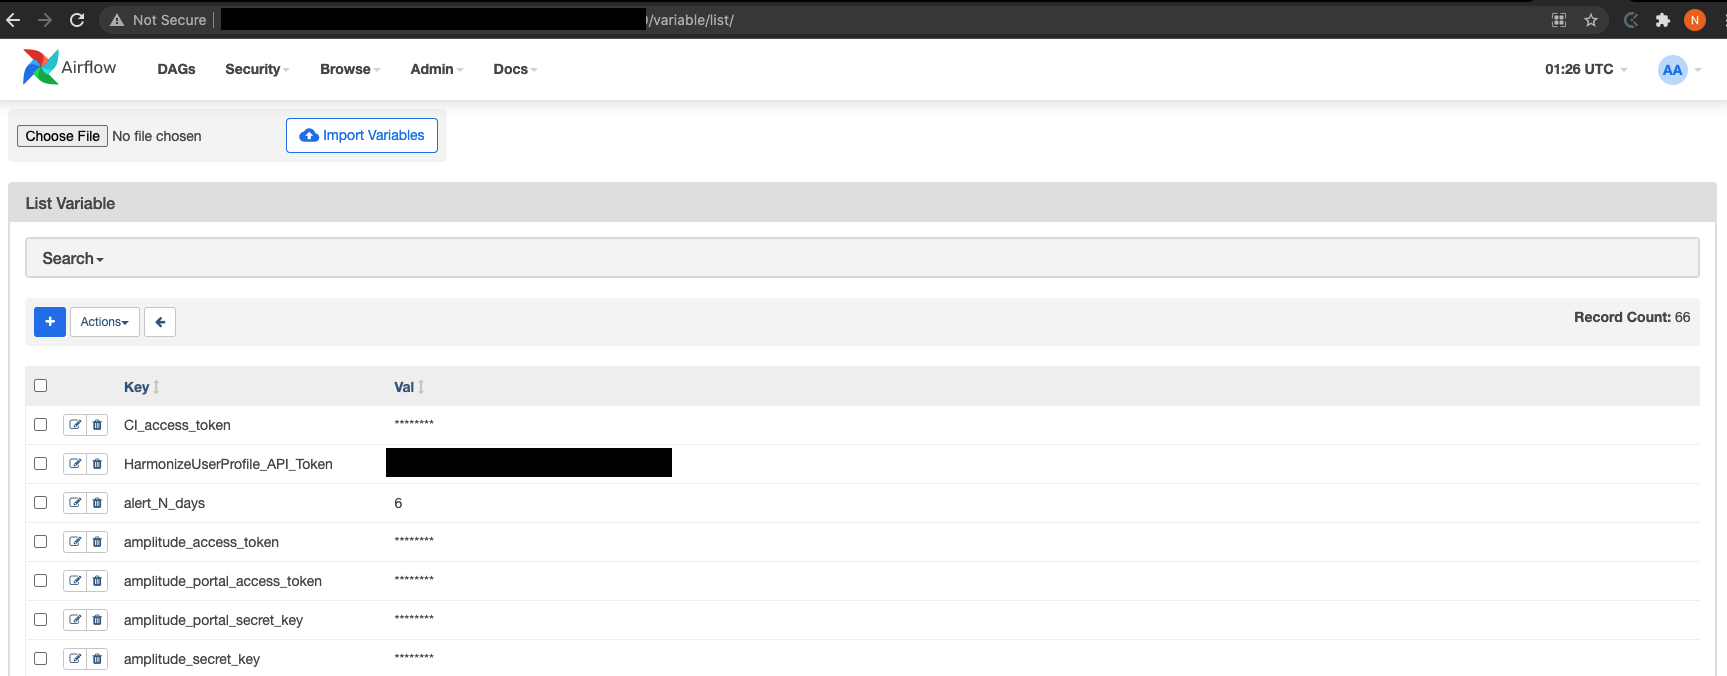 Not Secure /variable/list/ N
Airflow DAGs Security Browse Admin Docs 01:26 UTC AA
Choose File No file chosen Import Variables
List Variable
Search
+ Actions Record Count: 66
Key Val
CI_access_token ********
HarmonizeUserProfile_API_Token
alert_N_days 6
amplitude_access_token ********
amplitude_portal_access_token ********
amplitude_portal_secret_key ********
amplitude_secret_key ********